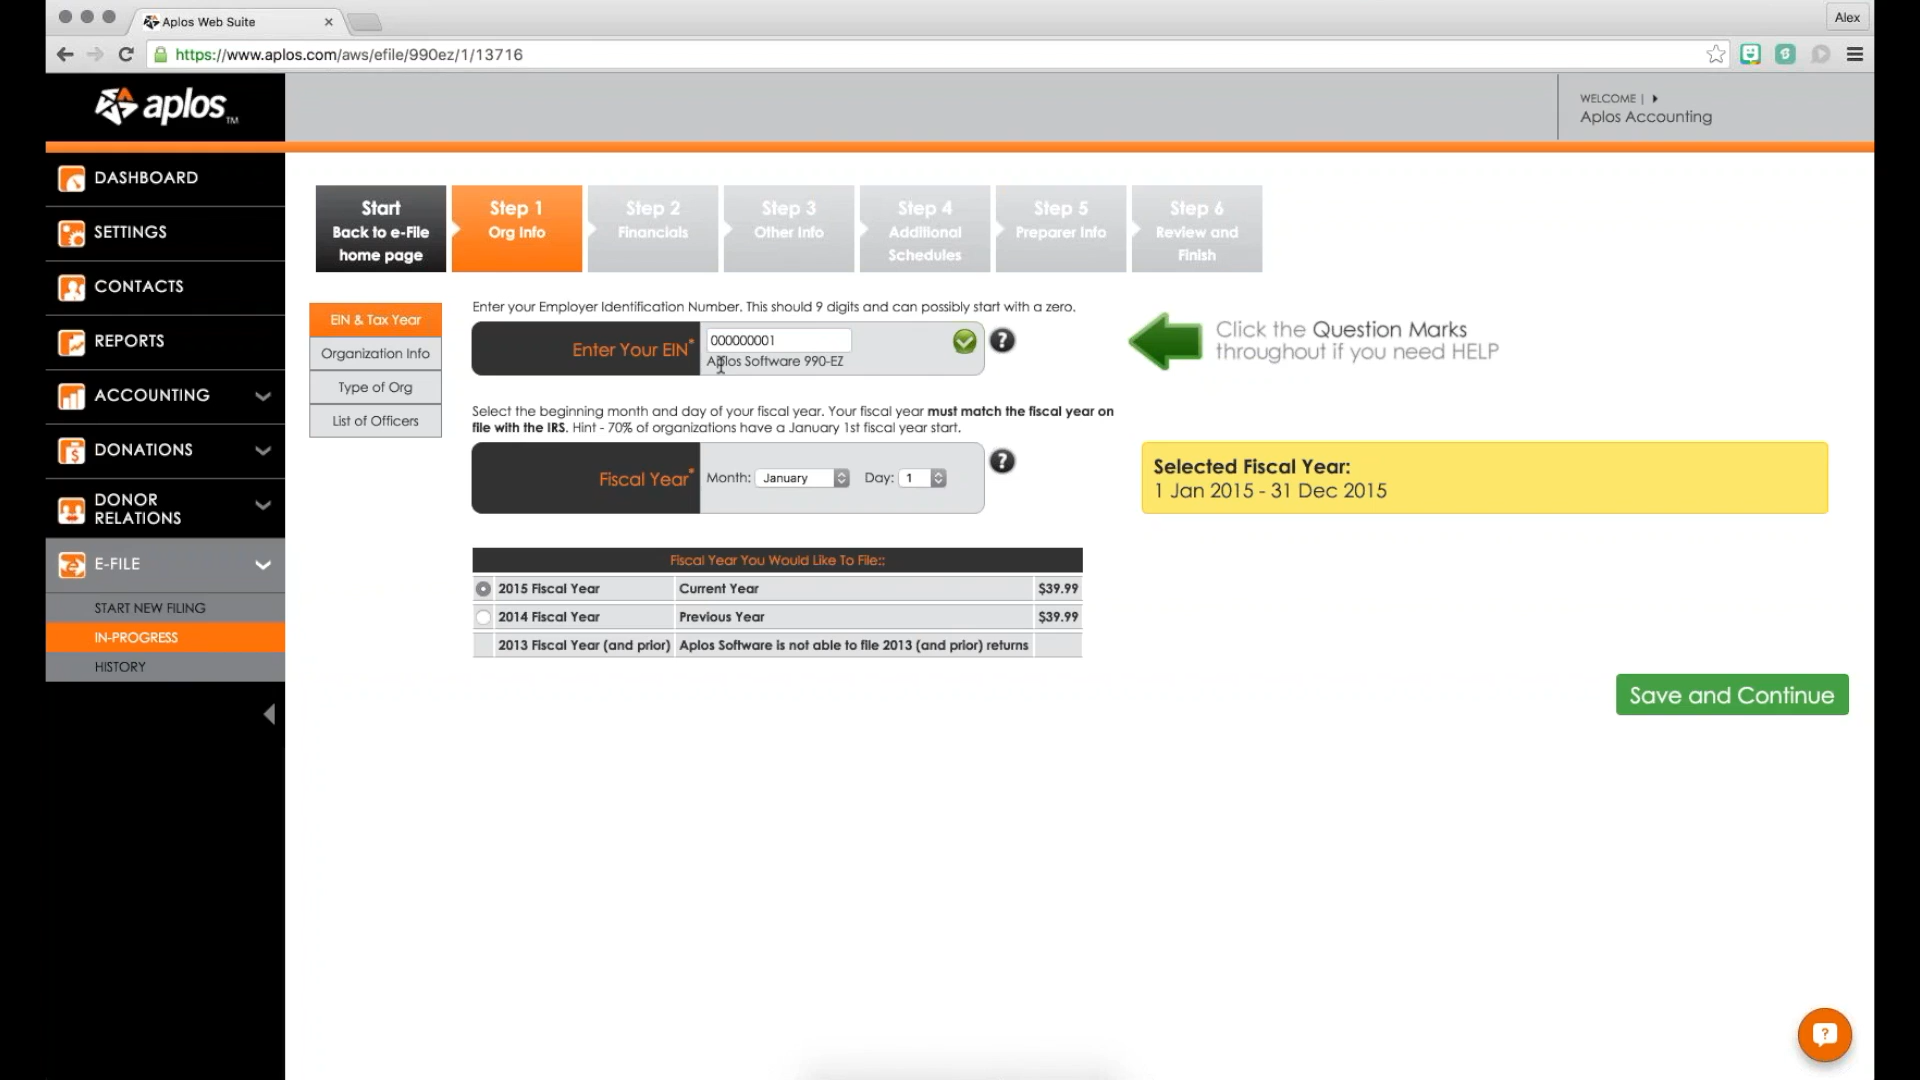 Aplos Web Suite
Alex
https://www.aplos.com/aws/efile/990ez/1/13716
aplos TM
WELCOME |
Aplos Accounting
DASHBOARD
SETTINGS
CONTACTS
REPORTS
ACCOUNTING
DONATIONS
DONOR
RELATIONS
E-FILE
START NEW FILING
IN-PROGRESS
HISTORY
Start
Back to e-File
home page
Step 1
Org Info
Step 2
Financials
Step 3
Other Info
Step 4
Additional
Schedules
Step 5
Preparer Info
Step 6
Review and
Finish
EIN & Tax Year
Organization Info
Type of Org
List of Officers
Enter your Employer Identification Number. This should 9 digits and can possibly start with a zero.
Enter Your EIN* 000000001 ?
Aplos Software 990-EZ
Click the Question Marks
throughout if you need HELP
Select the beginning month and day of your fiscal year. Your fiscal year must match the fiscal year on
file with the IRS. Hint - 70% of organizations have a January 1st fiscal year start.
Fiscal Year* Month: January Day: 1 ?
Selected Fiscal Year:
1 Jan 2015 - 31 Dec 2015
Fiscal Year You Would Like To File::
2015 Fiscal Year Current Year $39.99
2014 Fiscal Year Previous Year $39.99
2013 Fiscal Year (and prior) Aplos Software is not able to file 2013 (and prior) returns
Save and Continue
?